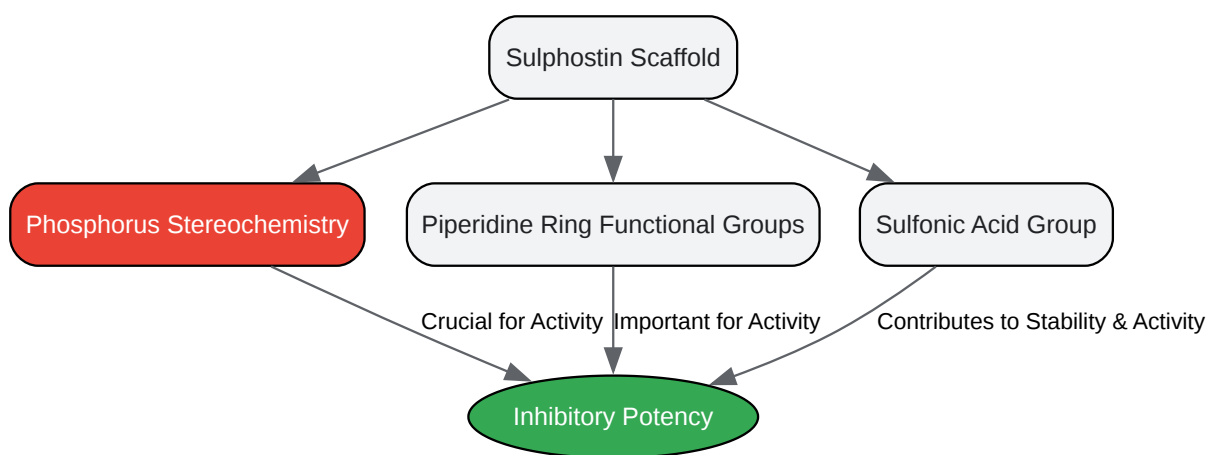 Sulphostin Scaffold
Phosphorus Stereochemistry
Piperidine Ring Functional Groups
Sulfonic Acid Group
Crucial for Activity
Important for Activity
Contributes to Stability & Activity
Inhibitory Potency